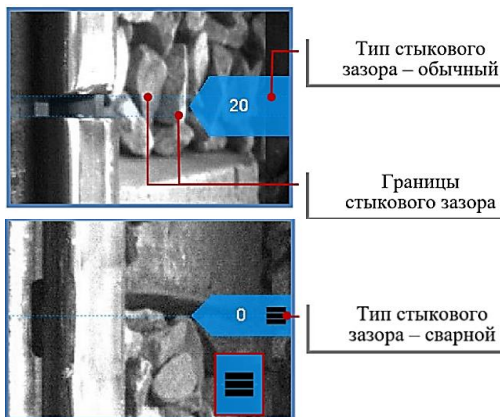 Тип стыкового
зазора – обычный
20
Границы
стыкового зазора
0
Тип стыкового
зазора – сварной